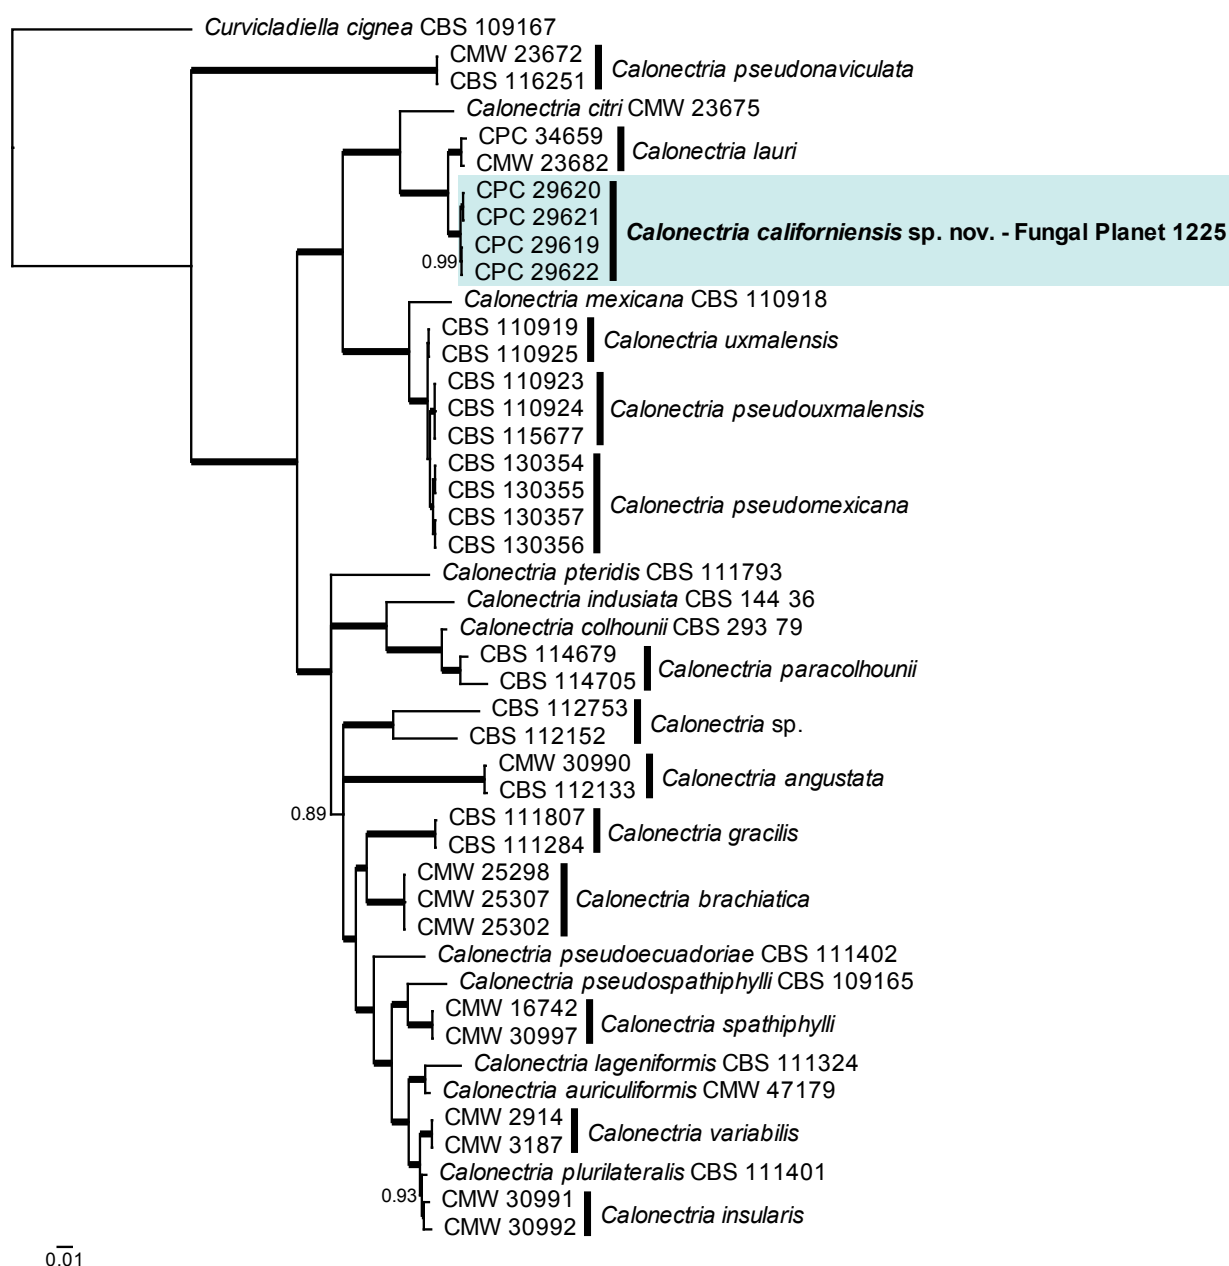 Curvicladiella cignea CBS 109167
CMW 23672
CBS 116251
Calonectria pseudonaviculata
Calonectria citri CMW 23675
CPC 34659
CMW 23682
Calonectria lauri
CPC 29620
CPC 29621
CPC 29619
CPC 29622
0.99
Calonectria californiensis sp. nov. - Fungal Planet 1225
Calonectria mexicana CBS 110918
CBS 110919
CBS 110925
Calonectria uxmalensis
CBS 110923
CBS 110924
CBS 115677
Calonectria pseudouxmalensis
CBS 130354
CBS 130355
CBS 130357
CBS 130356
Calonectria pseudomexicana
Calonectria pteridis CBS 111793
Calonectria indusiata CBS 144 36
Calonectria colhounii CBS 293 79
CBS 114679
CBS 114705
Calonectria paracolhounii
CBS 112753
CBS 112152
Calonectria sp.
CMW 30990
CBS 112133
Calonectria angustata
0.89
CBS 111807
CBS 111284
Calonectria gracilis
CMW 25298
CMW 25307
CMW 25302
Calonectria brachiatica
Calonectria pseudoecuadoriae CBS 111402
Calonectria pseudospathiphylli CBS 109165
CMW 16742
CMW 30997
Calonectria spathiphylli
Calonectria lageniformis CBS 111324
Calonectria auriculiformis CMW 47179
CMW 2914
CMW 3187
Calonectria variabilis
Calonectria plurilateralis CBS 111401
0.93
CMW 30991
CMW 30992
Calonectria insularis
0.01